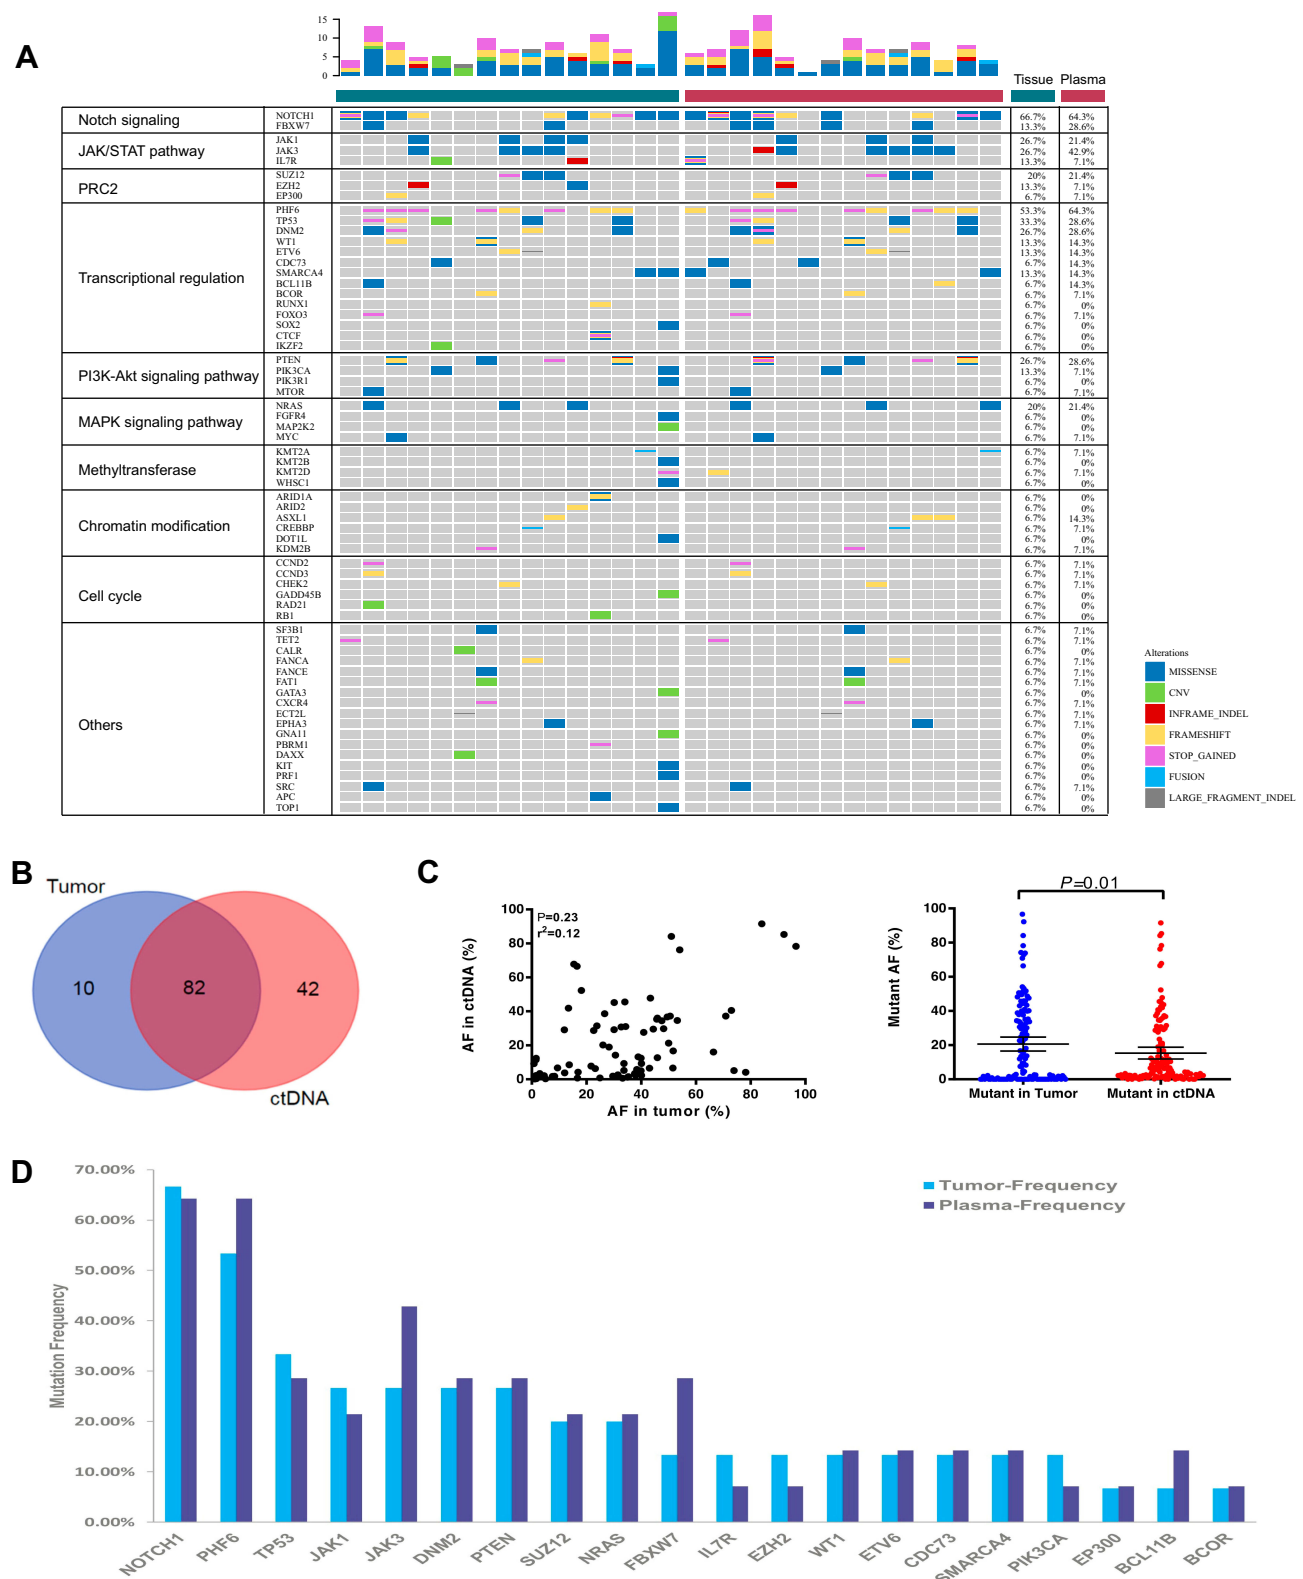 A
15
10
5
0
Tissue Plasma
Notch signaling
NOTCH1 66.7% 64.3%
FBXW7 13.3% 28.6%
JAK/STAT pathway
JAK1 26.7% 21.4%
JAK3 26.7% 42.9%
IL7R 13.3% 7.1%
PRC2
SUZ12 20% 21.4%
EZH2 13.3% 7.1%
EP300 6.7% 7.1%
Transcriptional regulation
PHF6 53.3% 64.3%
TP53 33.3% 28.6%
DNM2 26.7% 28.6%
WT1 13.3% 14.3%
ETV6 13.3% 14.3%
CDC73 6.7% 14.3%
SMARCA4 13.3% 14.3%
BCL11B 6.7% 14.3%
BCOR 6.7% 7.1%
RUNX1 6.7% 0%
FOXO3 6.7% 7.1%
SOX2 6.7% 0%
CTCF 6.7% 0%
IKZF2 6.7% 0%
PI3K-Akt signaling pathway
PTEN 26.7% 28.6%
PIK3CA 13.3% 7.1%
PIK3R1 6.7% 0%
MTOR 6.7% 7.1%
MAPK signaling pathway
NRAS 20% 21.4%
FGFR4 6.7% 0%
MAP2K2 6.7% 0%
MYC 6.7% 7.1%
Methyltransferase
KMT2A 6.7% 7.1%
KMT2B 6.7% 0%
KMT2D 6.7% 7.1%
WHSC1 6.7% 0%
Chromatin modification
ARID1A 6.7% 0%
ARID2 6.7% 0%
ASXL1 6.7% 14.3%
CREBBP 6.7% 7.1%
DOT1L 6.7% 0%
KDM2B 6.7% 7.1%
Cell cycle
CCND2 6.7% 7.1%
CCND3 6.7% 7.1%
CHEK2 6.7% 7.1%
GADD45B 6.7% 0%
RAD21 6.7% 0%
RB1 6.7% 0%
Others
SF3B1 6.7% 7.1%
TET2 6.7% 7.1%
CALR 6.7% 0%
FANCA 6.7% 7.1%
FANCE 6.7% 7.1%
FAT1 6.7% 7.1%
GATA3 6.7% 0%
CXCR4 6.7% 7.1%
ECT2L 6.7% 7.1%
EPHA3 6.7% 7.1%
GNA11 6.7% 0%
PBRM1 6.7% 0%
DAXX 6.7% 0%
KIT 6.7% 0%
PRF1 6.7% 0%
SRC 6.7% 7.1%
APC 6.7% 0%
TOP1 6.7% 0%
Alterations
MISSENSE
CNV
INFRAME_INDEL
FRAMESHIFT
STOP_GAINED
FUSION
LARGE_FRAGMENT_INDEL
B
Tumor
10 82 42
ctDNA
C
P=0.23
r²=0.12
AF in ctDNA (%)
100
80
60
40
20
0
0 20 40 60 80 100
AF in tumor (%)
P=0.01
Mutant AF (%)
100
80
60
40
20
0
Mutant in Tumor Mutant in ctDNA
D
Mutation Frequency
70.00%
60.00%
50.00%
40.00%
30.00%
20.00%
10.00%
0.00%
Tumor-Frequency
Plasma-Frequency
NOTCH1 PHF6 TP53 JAK1 JAK3 DNM2 PTEN SUZ12 NRAS FBXW7 IL7R EZH2 WT1 ETV6 CDC73 SMARCA4 PIK3CA EP300 BCL11B BCOR